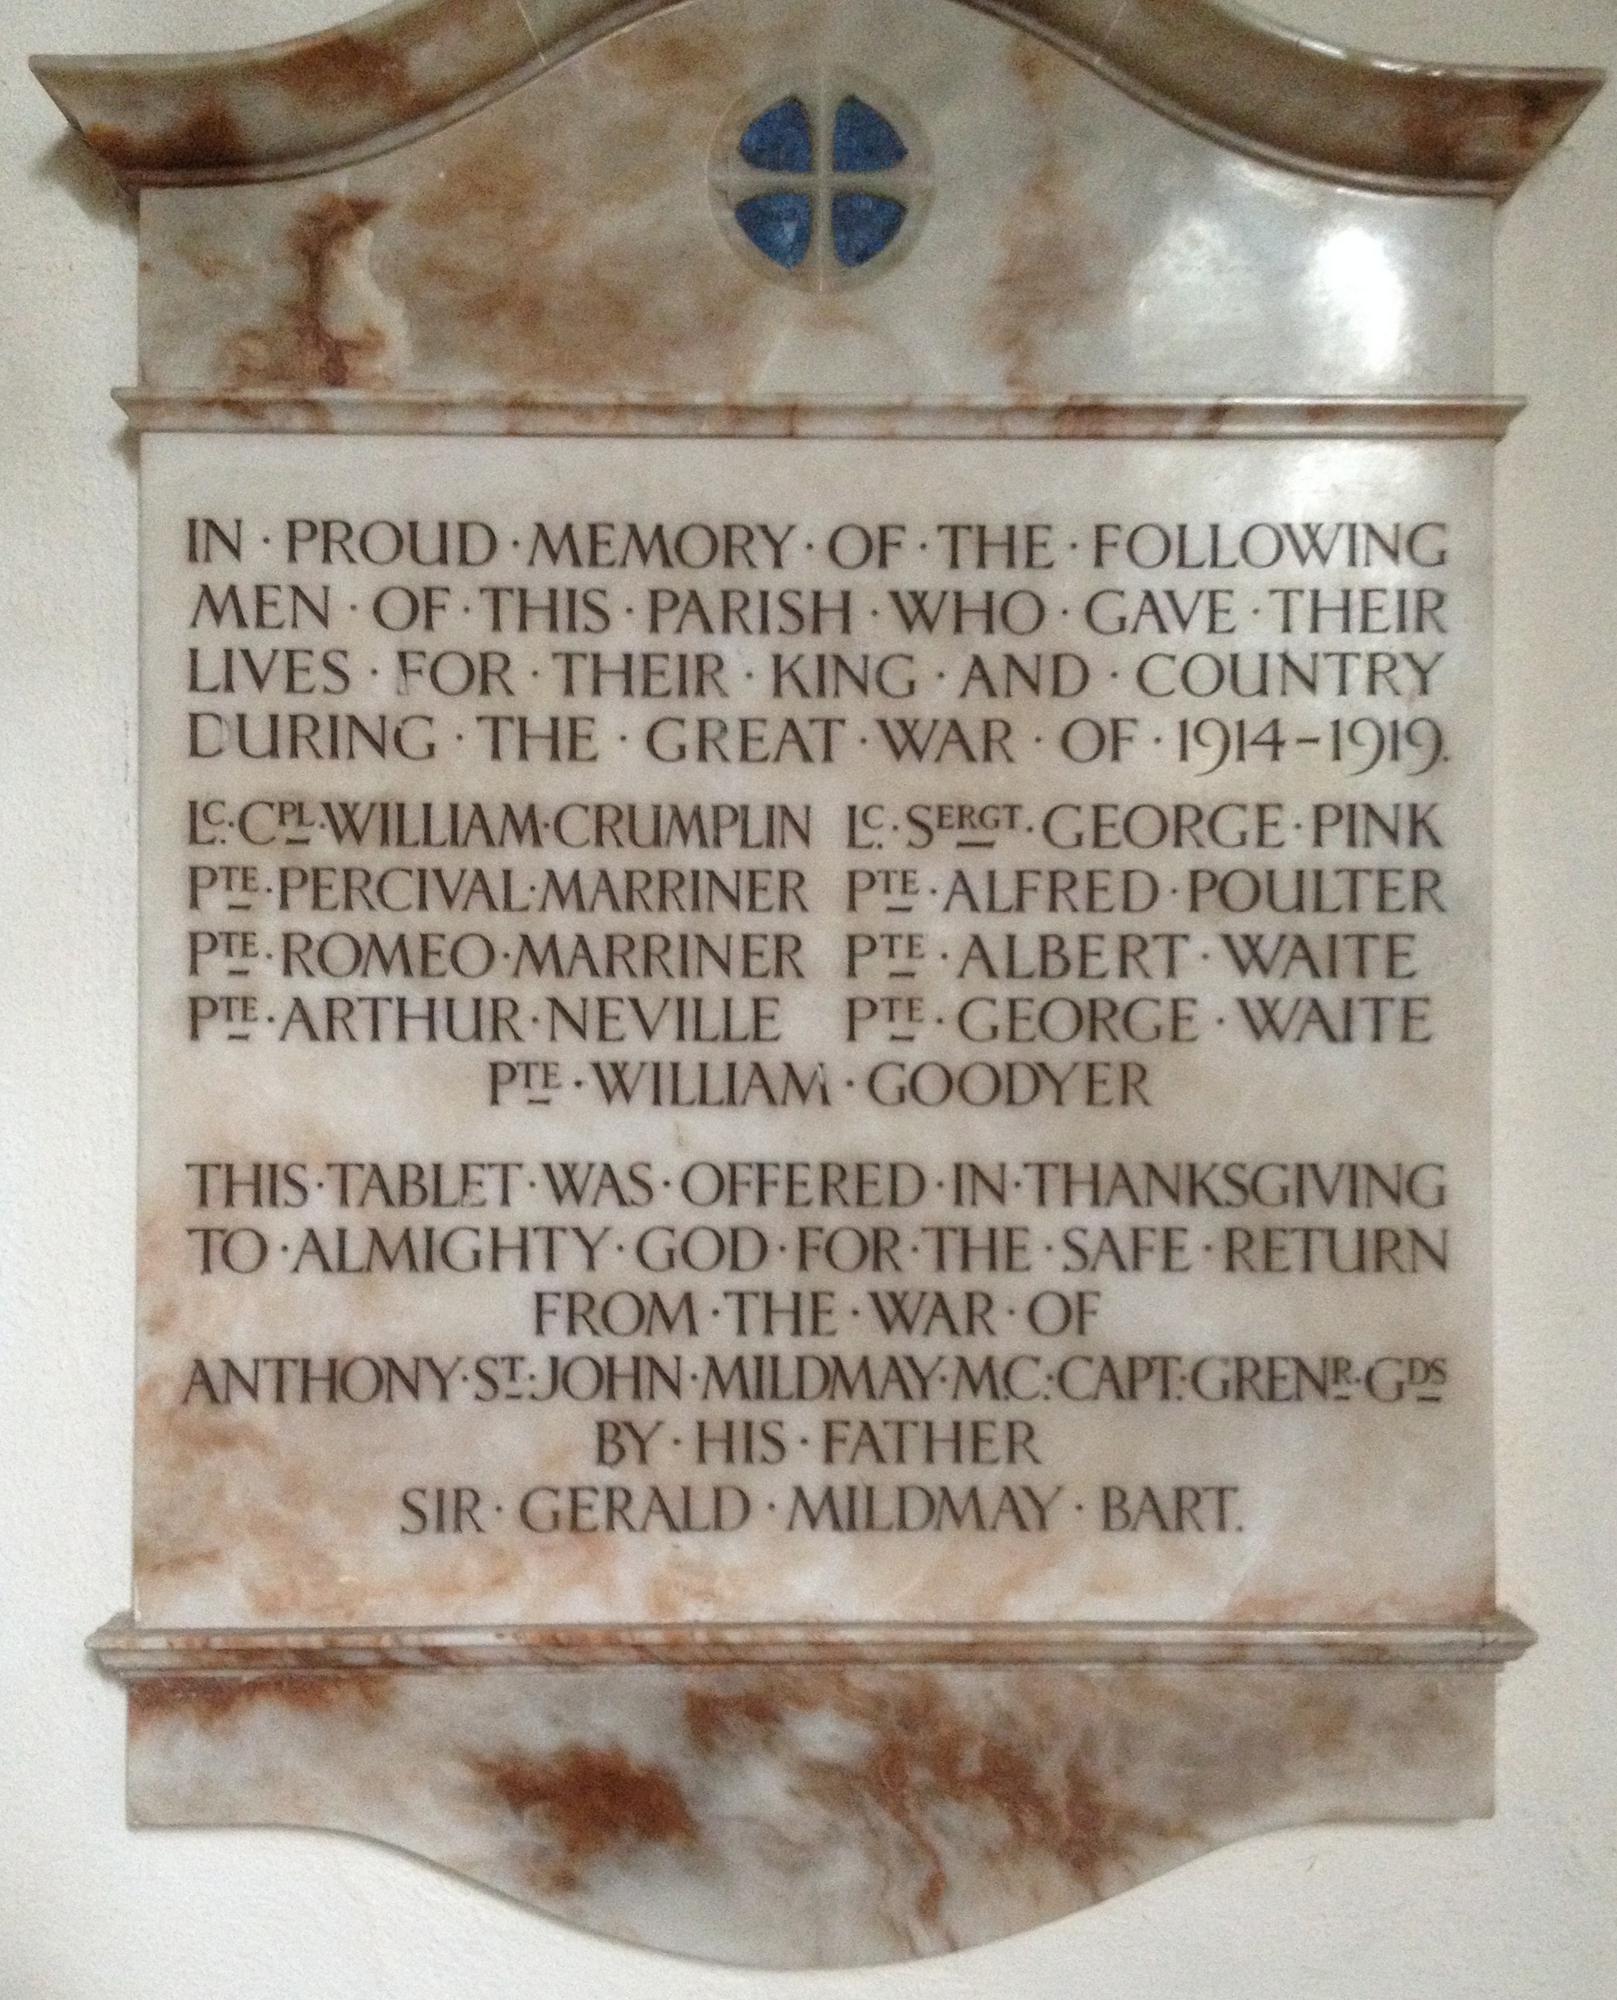 IN · PROUD · MEMORY · OF · THE · FOLLOWING
MEN · OF · THIS · PARISH · WHO · GAVE · THEIR
LIVES · FOR · THEIR · KING · AND · COUNTRY
DURING · THE · GREAT · WAR · OF · 1914-1919.
LC. · CPL · WILLIAM · CRUMPLIN LC. · SERGT · GEORGE · PINK
PTE · PERCIVAL · MARRINER PTE · ALFRED · POULTER
PTE · ROMEO · MARRINER PTE · ALBERT · WAITE
PTE · ARTHUR · NEVILLE PTE · GEORGE · WAITE
PTE · WILLIAM · GOODYER
THIS · TABLET · WAS · OFFERED · IN · THANKSGIVING
TO · ALMIGHTY · GOD · FOR · THE · SAFE · RETURN
FROM · THE · WAR · OF
ANTHONY · ST · JOHN · MILDMAY · M.C. · CAPT. · GRENR · GDS
BY · HIS · FATHER
SIR · GERALD · MILDMAY · BART.